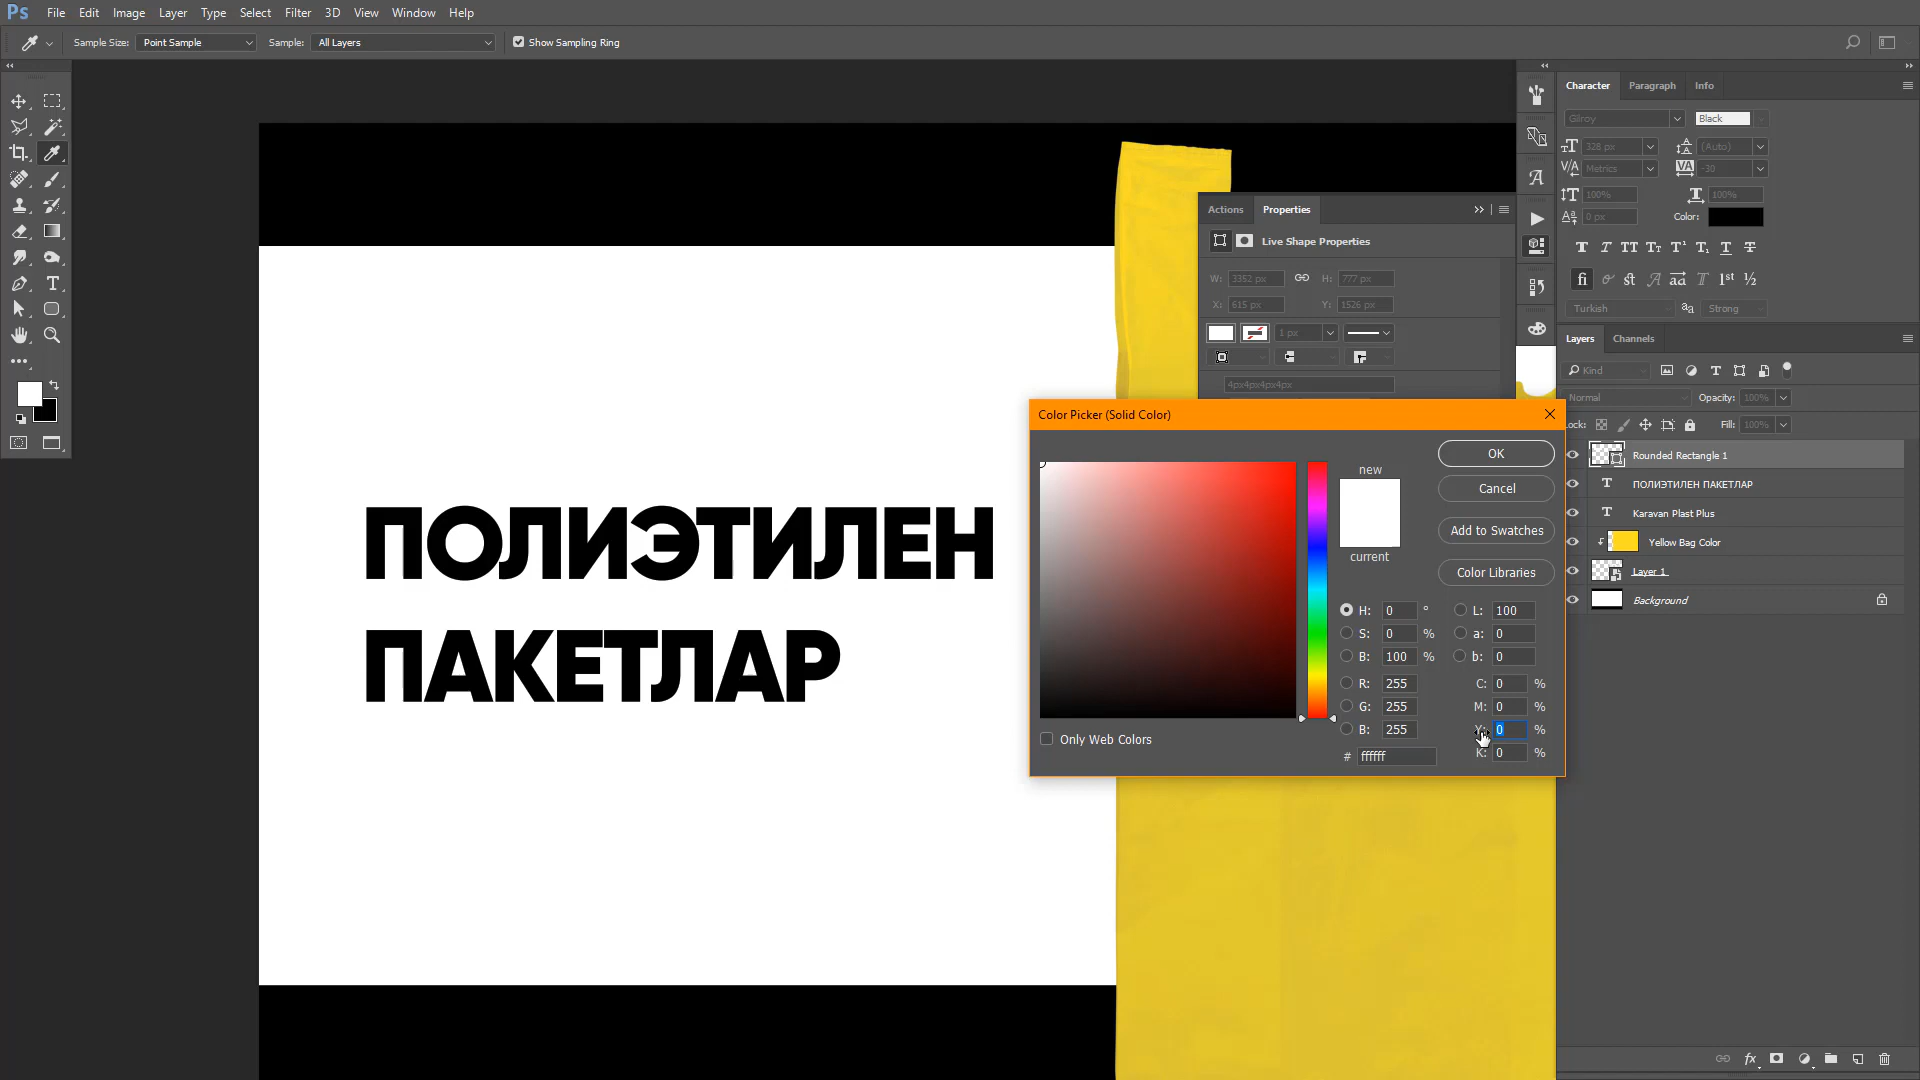 Ps File Edit Image Layer Type Select Filter 3D View Window Help
Sample Size: Point Sample Sample: All Layers Show Sampling Ring
Character Paragraph Info
Gilroy Black
328 px (Auto)
Metrics -30
100% 100%
0 px Color:
Turkish aa Strong
Actions Properties
Live Shape Properties
W: 3352 px H: 777 px
X: 615 px Y: 1526 px
1 px
4px4px4px4px
Layers Channels
Kind
Normal Opacity: 100%
Lock: Fill: 100%
Rounded Rectangle 1
ПОЛИЭТИЛЕН ПАКЕТЛАР
Karavan Plast Plus
Yellow Bag Color
Layer 1
Background
Color Picker (Solid Color)
new
current
OK
Cancel
Add to Swatches
Color Libraries
H: 0 ° L: 100
S: 0 % a: 0
B: 100 % b: 0
R: 255 C: 0 %
G: 255 M: 0 %
B: 255 Y: 0 %
# ffffff K: 0 %
Only Web Colors
ПОЛИЭТИЛЕН
ПАКЕТЛАР